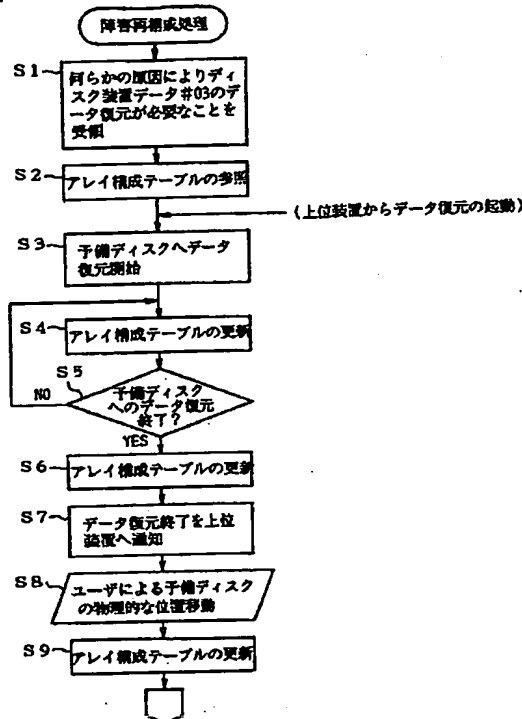 障害再構成処理
S1
何らかの原因によりディ
スク装置データ#03のデ
ータ復元が必要なことを
受領
S2
アレイ構成テーブルの参照
(上位装置からデータ復元の起動)
S3
予備ディスクへデータ
復元開始
S4
アレイ構成テーブルの更新
S5
予備ディスク
へのデータ復元
終了?
NO
YES
S6
アレイ構成テーブルの更新
S7
データ復元終了を上位
装置へ通知
S8
ユーザによる予備ディスク
の物理的な位置移動
S9
アレイ構成テーブルの更新